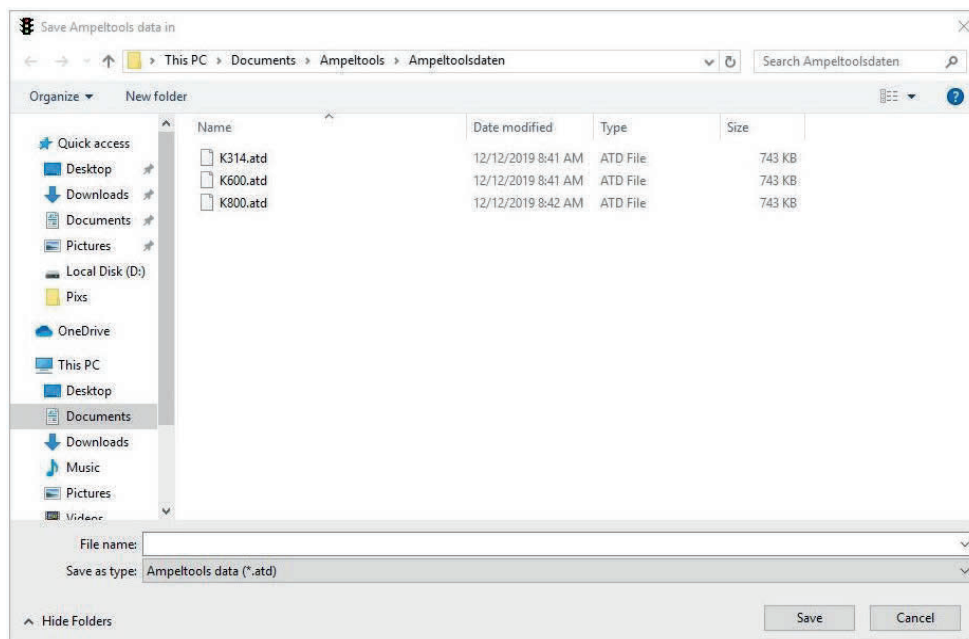 Save Ampeltools data in
This PC > Documents > Ampeltools > Ampeltoolsdaten
Search Ampeltoolsdaten
Organize
New folder
Name Date modified Type Size
Quick access
Desktop
Downloads
Documents
Pictures
Local Disk (D:)
Pixs
OneDrive
This PC
Desktop
Documents
Downloads
Music
Pictures
Videos
K314.atd 12/12/2019 8:41 AM ATD File 743 KB
K600.atd 12/12/2019 8:41 AM ATD File 743 KB
K800.atd 12/12/2019 8:42 AM ATD File 743 KB
File name:
Save as type: Ampeltools data (*.atd)
Hide Folders
Save
Cancel